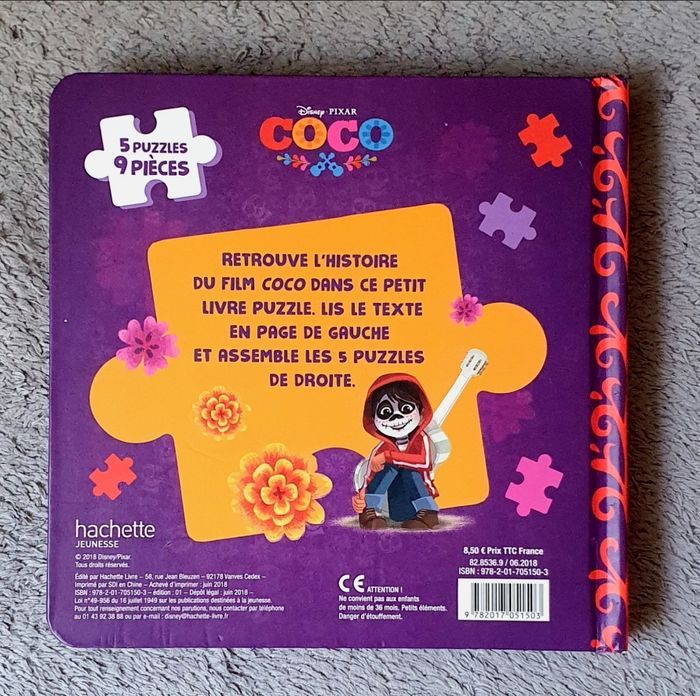 5 PUZZLES
9 PIÈCES
Disney · PIXAR
COCO
RETROUVE L'HISTOIRE
DU FILM COCO DANS CE PETIT
LIVRE PUZZLE. LIS LE TEXTE
EN PAGE DE GAUCHE
ET ASSEMBLE LES 5 PUZZLES
DE DROITE.
hachette
JEUNESSE
© 2018 Disney/Pixar.
Tous droits réservés.
Édité par Hachette Livre – 58, rue Jean Bleuzen – 92178 Vanves Cedex –
imprimé par SDI en Chine – Achevé d'imprimer : juin 2018
ISBN : 978-2-01-705150-3 – édition : 01 – Dépôt légal : juin 2018 –
Loi n°49-956 du 16 juillet 1949 sur les publications destinées à la jeunesse.
Pour tout renseignement concernant nos parutions, nous contacter par téléphone
au 01 43 92 38 88 ou par e-mail : disney@hachette-livre.fr
CE ATTENTION !
Ne convient pas aux enfants
de moins de 36 mois. Petits éléments.
Danger d'étouffement.
8,50 € Prix TTC France
82.8536.9 / 06.2018
ISBN : 978-2-01-705150-3
9 782017 051503